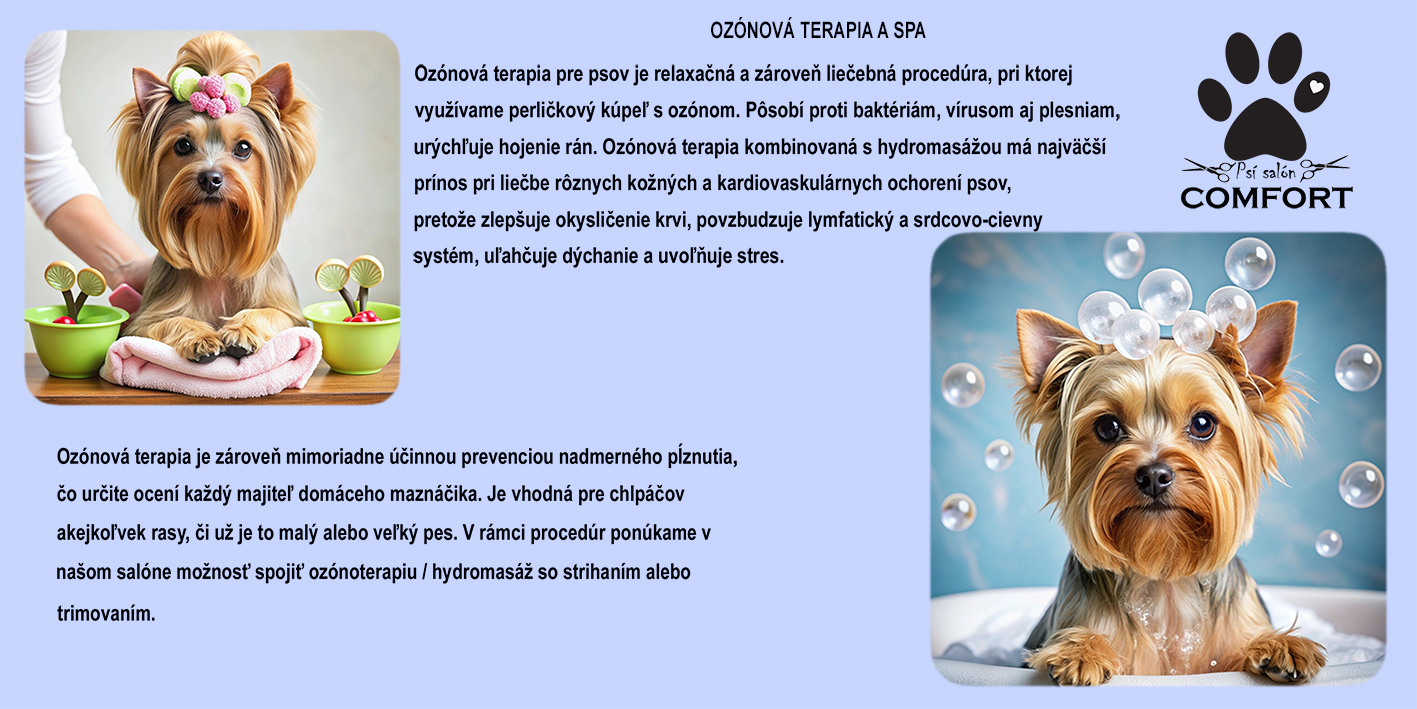 OZÓNOVÁ TERAPIA A SPA
Ozónová terapia pre psov je relaxačná a zároveň liečebná procedúra, pri ktorej
využívame perličkový kúpeľ s ozónom. Pôsobí proti baktériám, vírusom aj plesniam,
urýchľuje hojenie rán. Ozónová terapia kombinovaná s hydromasážou má najväčší
prínos pri liečbe rôznych kožných a kardiovaskulárnych ochorení psov,
pretože zlepšuje okysličenie krvi, povzbudzuje lymfatický a srdcovo-cievny
systém, uľahčuje dýchanie a uvoľňuje stres.
Psí salón
COMFORT
Ozónová terapia je zároveň mimoriadne účinnou prevenciou nadmerného pĺznutia,
čo určite ocení každý majiteľ domáceho maznáčika. Je vhodná pre chlpáčov
akejkoľvek rasy, či už je to malý alebo veľký pes. V rámci procedúr ponúkame v
našom salóne možnosť spojiť ozónoterapiu / hydromasáž so strihaním alebo
trimovaním.